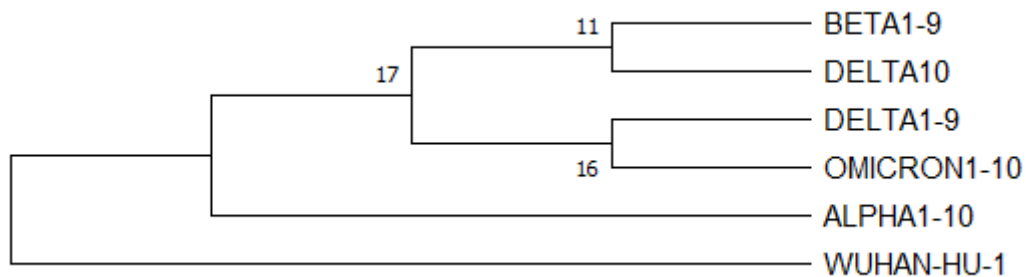 11
BETA1-9
17
DELTA10
DELTA1-9
16
OMICRON1-10
ALPHA1-10
WUHAN-HU-1